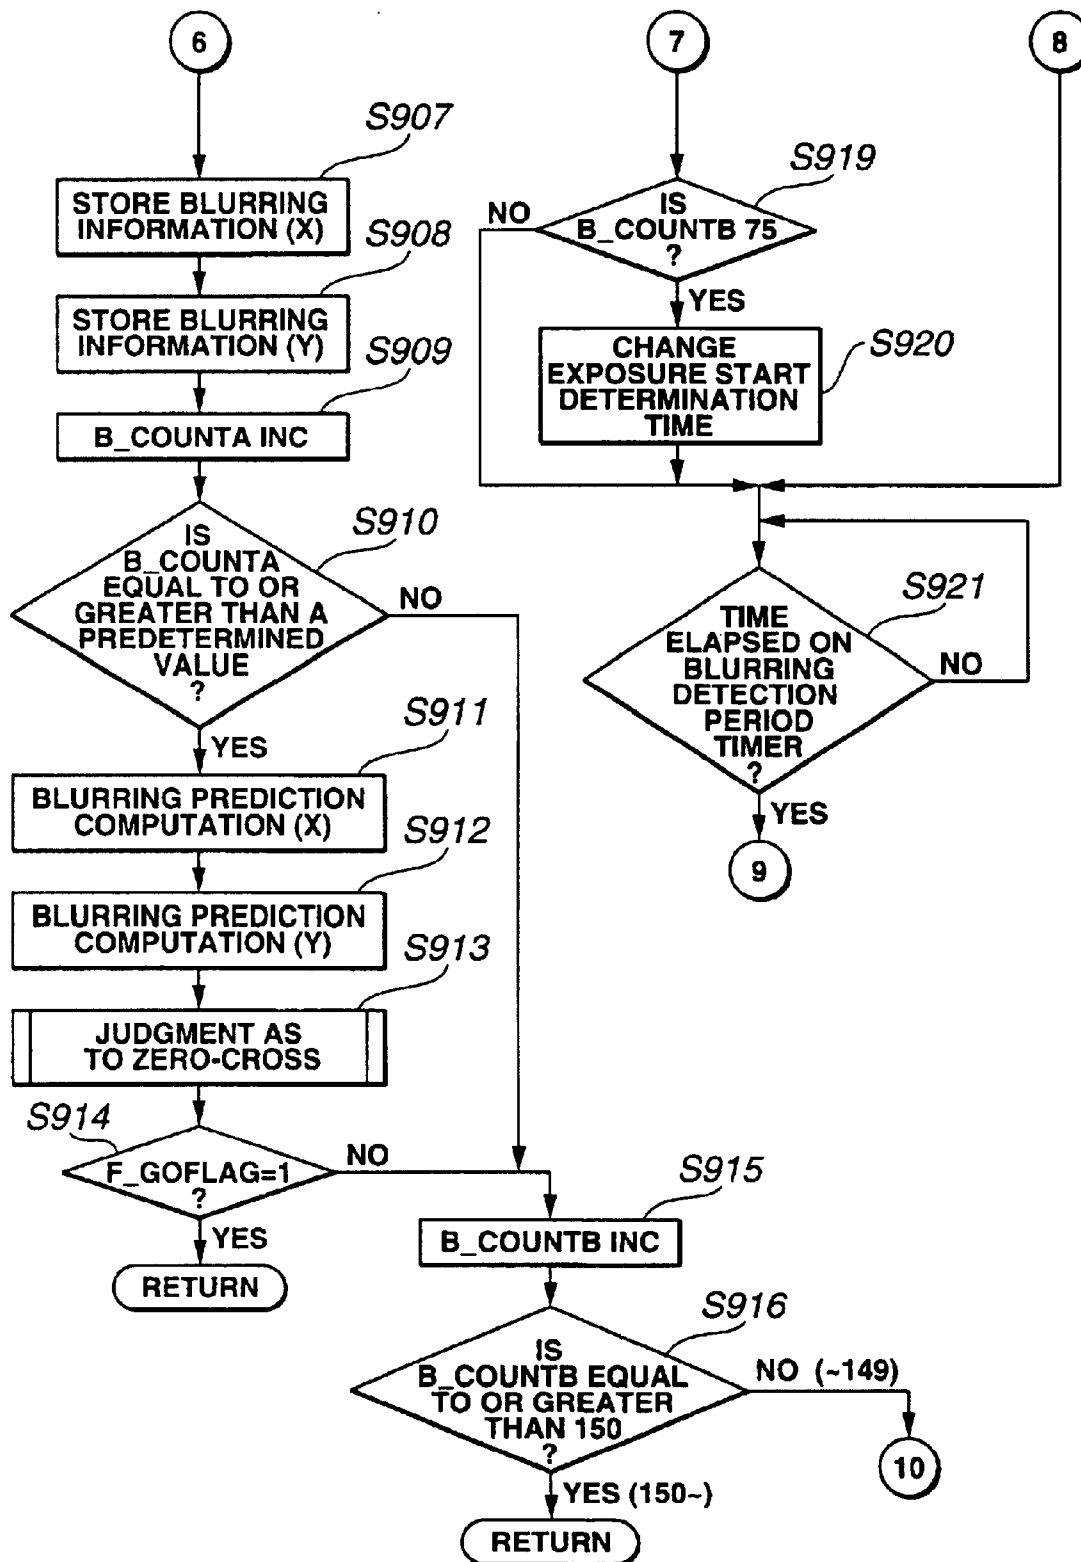 6
7
8
S907
STORE BLURRING
INFORMATION (X)
S908
STORE BLURRING
INFORMATION (Y)
S909
B_COUNTA INC
S910
IS
B_COUNTA
EQUAL TO OR
GREATER THAN A
PREDETERMINED
VALUE
?
NO
YES
S911
BLURRING PREDICTION
COMPUTATION (X)
S912
BLURRING PREDICTION
COMPUTATION (Y)
S913
JUDGMENT AS
TO ZERO-CROSS
S914
F_GOFLAG=1
?
NO
YES
RETURN
S915
B_COUNTB INC
S916
IS
B_COUNTB EQUAL
TO OR GREATER
THAN 150
?
NO (~149)
10
YES (150~)
RETURN
S919
IS
B_COUNTB 75
?
NO
YES
S920
CHANGE
EXPOSURE START
DETERMINATION
TIME
S921
TIME
ELAPSED ON
BLURRING
DETECTION
PERIOD
TIMER
?
NO
YES
9